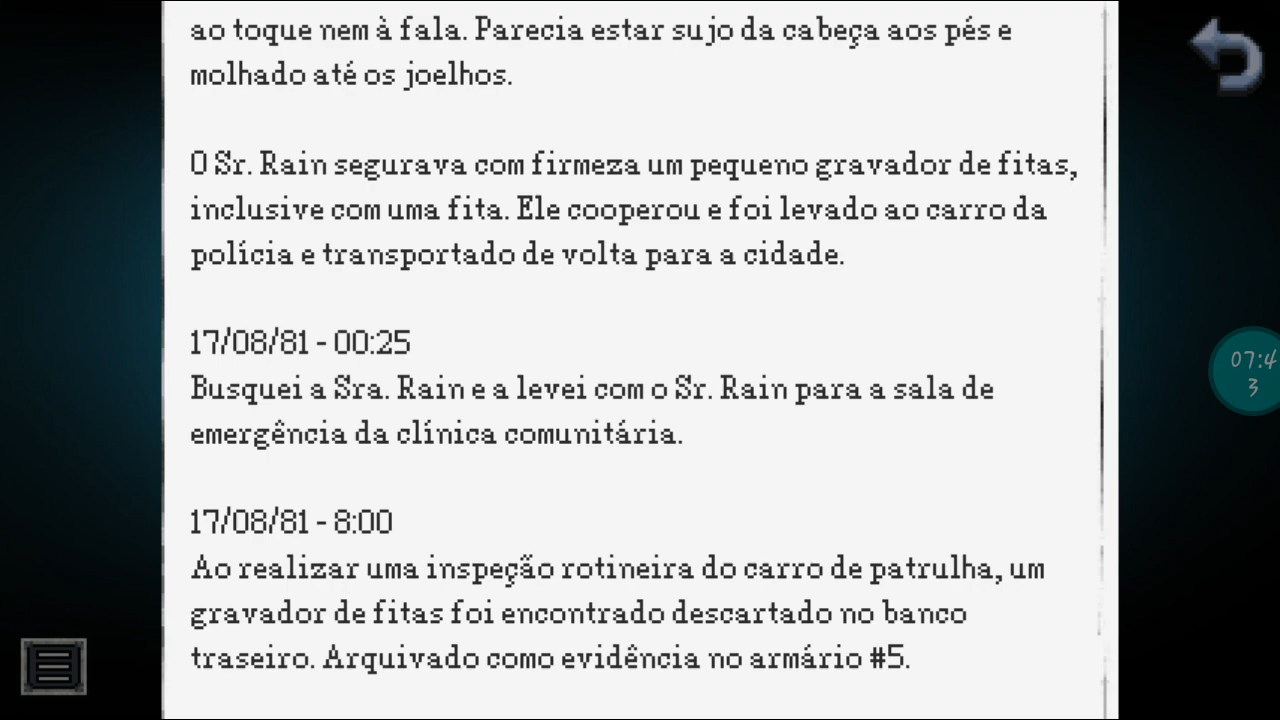 ao toque nem à fala. Parecia estar sujo da cabeça aos pés e
molhado até os joelhos.
O Sr. Rain segurava com firmeza um pequeno gravador de fitas,
inclusive com uma fita. Ele cooperou e foi levado ao carro da
polícia e transportado de volta para a cidade.
17/08/81 - 00:25
Busquei a Sra. Rain e a levei com o Sr. Rain para a sala de
emergência da clínica comunitária.
17/08/81 - 8:00
Ao realizar uma inspeção rotineira do carro de patrulha, um
gravador de fitas foi encontrado descartado no banco
traseiro. Arquivado como evidência no armário #5.
07:4
3